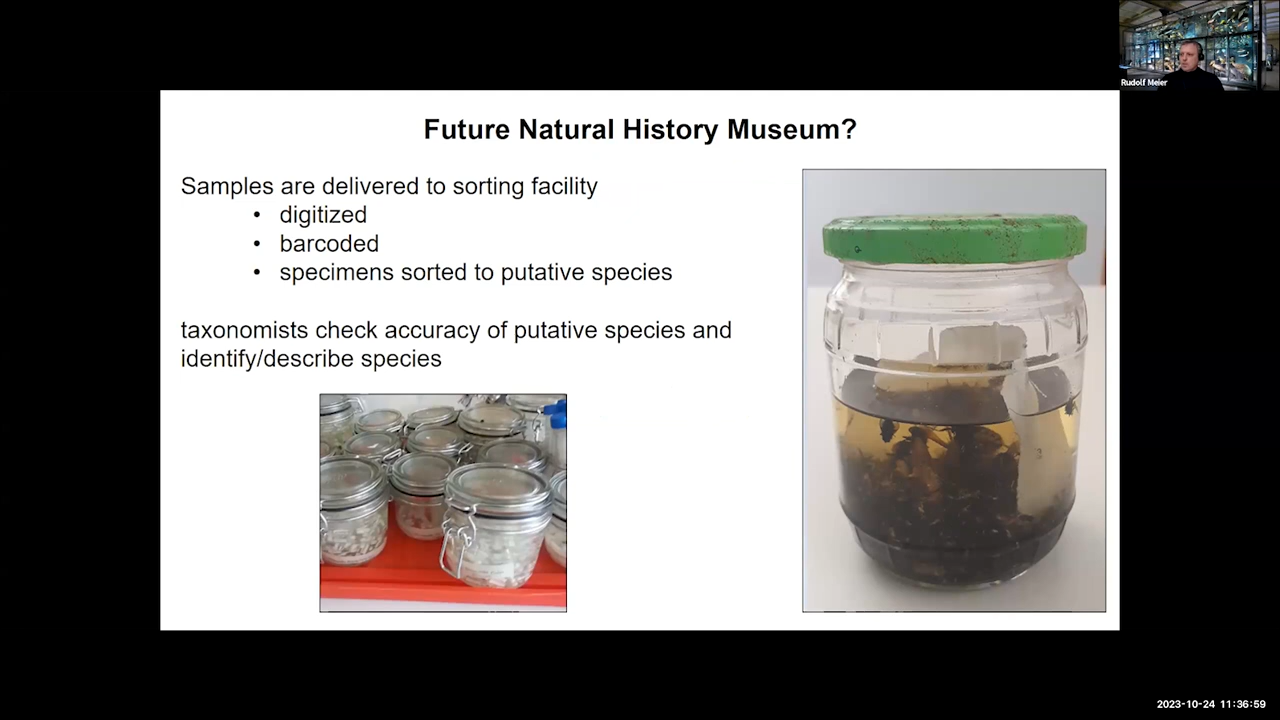 Rudolf Meier
Future Natural History Museum?
Samples are delivered to sorting facility
• digitized
• barcoded
• specimens sorted to putative species
taxonomists check accuracy of putative species and
identify/describe species
2023-10-24 11:36:59